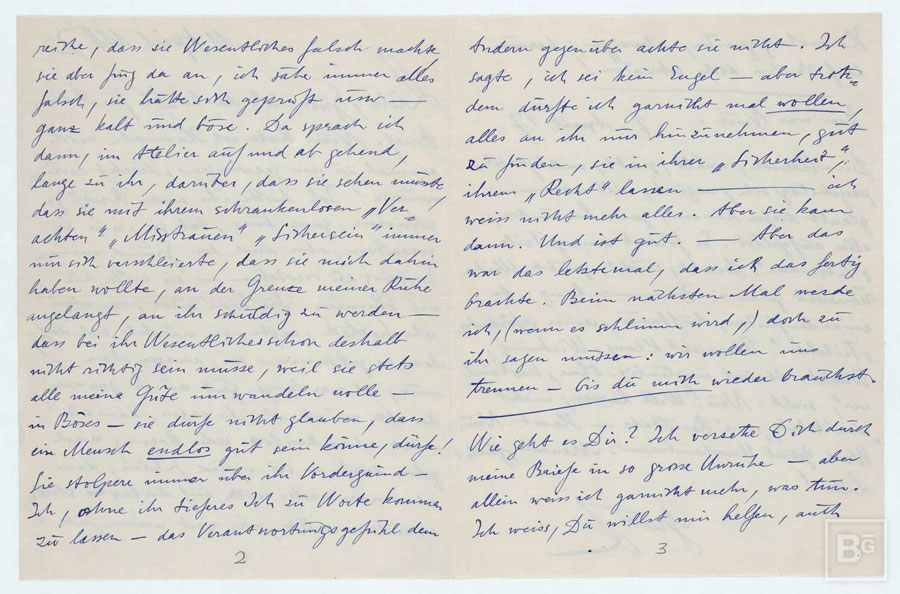 reiche, dass sie Wesentliches falsch machte
sie aber fing da an, ich sähe immer alles
falsch, sie hätte sich geprüft usw —
ganz kalt und böse. Da sprach ich
dann, im Atelier auf und ab gehend,
lange zu ihr, darüber, dass sie sehen müsste,
dass sie mit ihrem schrankenlosen „Ver-
achten" „Misstrauen" „Sichersein" immer
nur sich verschleierte, dass sie mich dahin
haben wollte, an der Grenze meiner Ruhe
angelangt, an ihr schuldig zu werden —
dass bei ihr Wesentliches schon deshalb
nicht richtig sein müsse, weil sie stets
alle meine Güte umwandeln wolle —
in Böses — sie dürfe nicht glauben, dass
ein Mensch endlos gut sein könne, dürfe!
Sie stolpere immer über ihr Vordergrund —
Ich, ohne ihr tieferes Ich zu Worte kommen
zu lassen — das Verantwortungsgefühl dem
2
Andern gegenüber achte sie nicht. Ich
sagte, ich sei kein Engel — aber trotz=
dem dürfte ich garnicht mal wollen,
alles an ihr nur hinzunehmen, gut
zu finden, sie in ihrer „Sicherheit",
ihrem „Recht" lassen — ich
weiss nicht mehr alles. Aber sie kam
dann. Und ist gut. — Aber das
war das letztemal, dass ich das fertig
brachte. Beim nächsten Mal werde
ich, (wenn es schlimm wird,) doch zu
ihr sagen müssen: wir wollen uns
trennen — bis du mich wieder brauchst.
Wie geht es Dir? Ich versetze Dich durch
meine Briefe in so grosse Unruhe — aber
allein weiss ich garnicht mehr, was tun.
Ich weiss, Du willst mir helfen, auch
3
BG